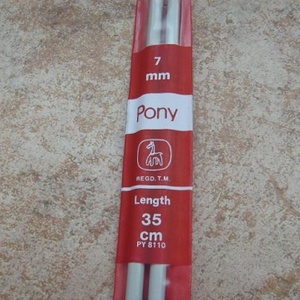 7
mm
Pony
REGD. T.M.
Length
35
cm
PY 8110